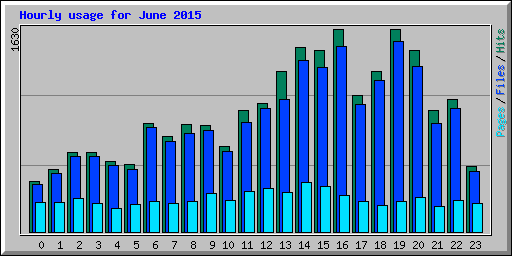 Hourly usage for June 2015
1630
Pages/Files/Hits
0 1 2 3 4 5 6 7 8 9 10 11 12 13 14 15 16 17 18 19 20 21 22 23